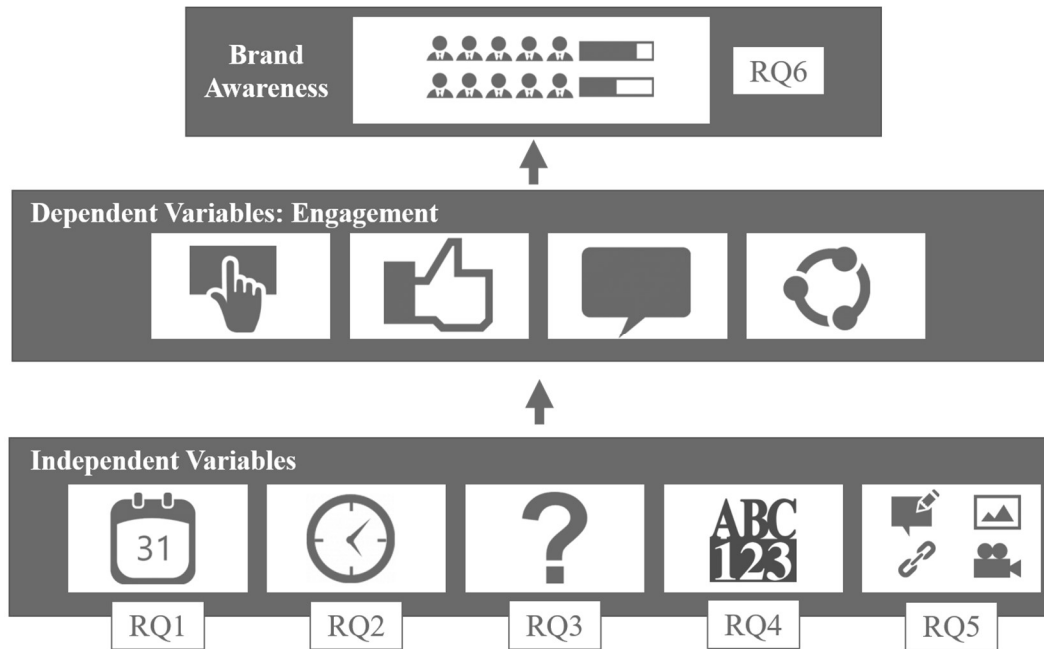 Brand
Awareness
RQ6
Dependent Variables: Engagement
Independent Variables
31
ABC
123
RQ1
RQ2
RQ3
RQ4
RQ5